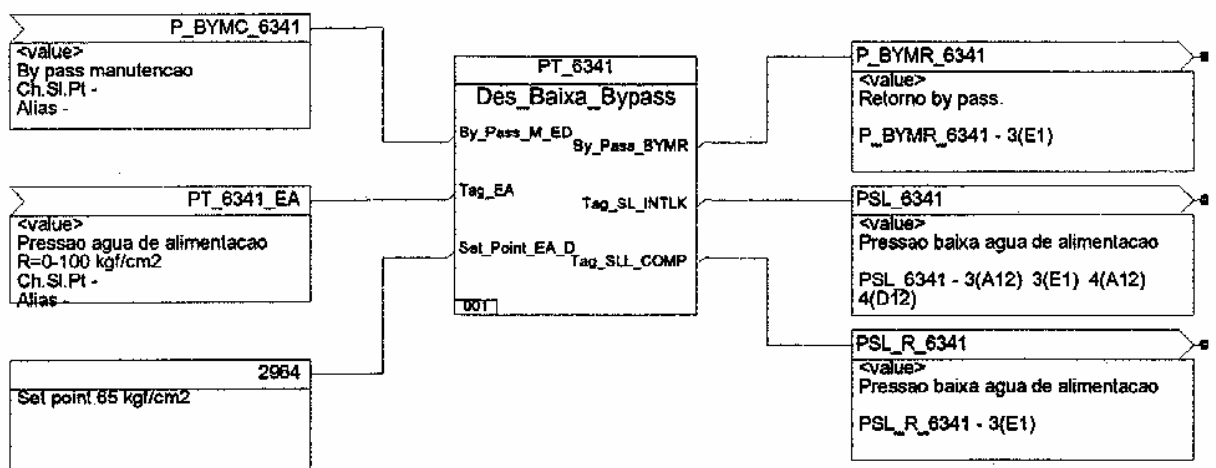 P_BYMC_6341
<value>
By pass manutencao
Ch.Sl.Pt -
Alias -
PT_6341_EA
<value>
Pressao agua de alimentacao
R=0-100 kgf/cm2
Ch.Sl.Pt -
Alias -
2964
Set point 65 kgf/cm2
PT_6341
Des_Baixa_Bypass
By_Pass_M_ED
By_Pass_BYMR
Tag_EA
Tag_SL_INTLK
Set_Point_EA_D
Tag_SLL_COMP
001
P_BYMR_6341
<value>
Retorno by pass.
P_BYMR_6341 - 3(E1)
PSL_6341
<value>
Pressao baixa agua de alimentacao
PSL_6341 - 3(A12) 3(E1) 4(A12)
4(D12)
PSL_R_6341
<value>
Pressao baixa agua de alimentacao
PSL_R_6341 - 3(E1)